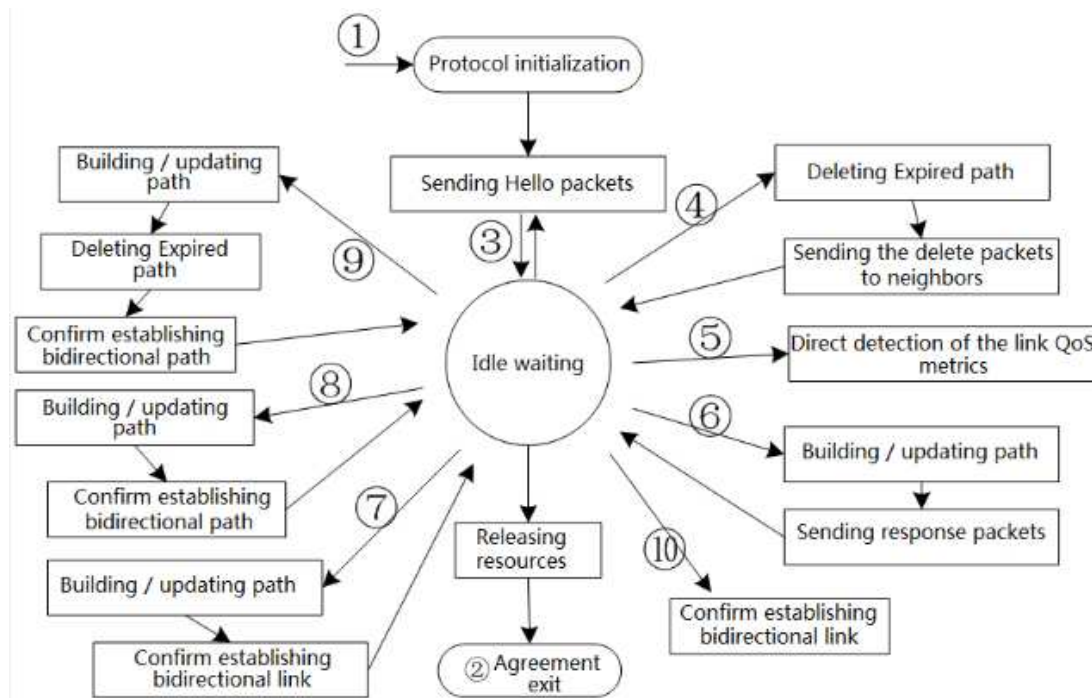 ①
Protocol initialization
Building / updating
path
Sending Hello packets
④
Deleting Expired path
③
⑨
Deleting Expired
path
Sending the delete packets
to neighbors
Confirm establishing
bidirectional path
Idle waiting
⑤
Direct detection of the link QoS
metrics
⑧
Building / updating
path
⑥
Building / updating path
Confirm establishing
bidirectional path
⑦
Releasing
resources
⑩
Sending response packets
Building / updating path
Confirm establishing
bidirectional link
Confirm establishing
bidirectional link
② Agreement
exit